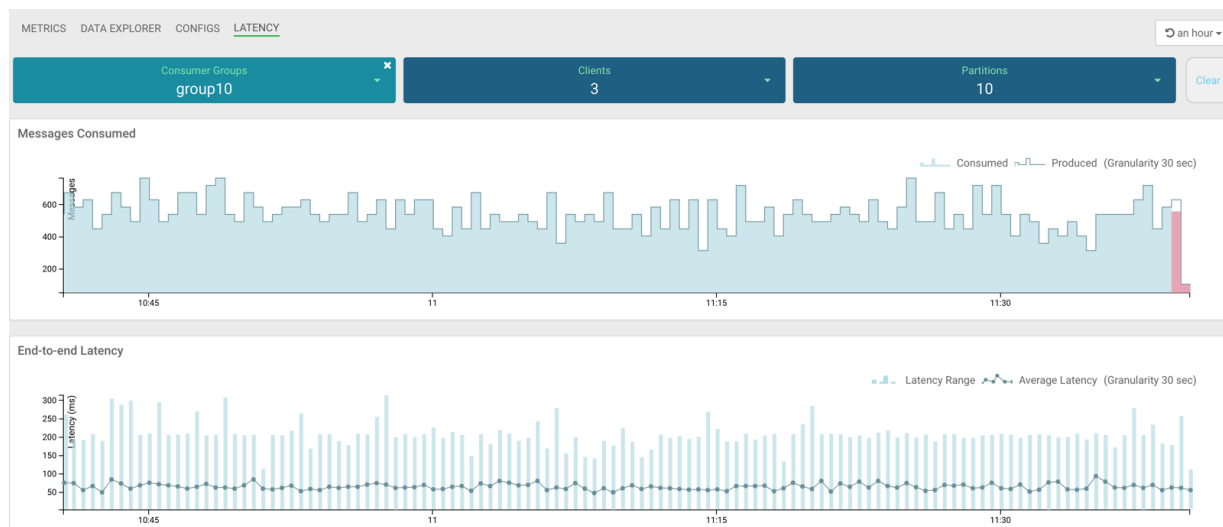 METRICS DATA EXPLORER CONFIGS LATENCY
an hour
Consumer Groups
group10
Clients
3
Partitions
10
Clear
Messages Consumed
Consumed Produced (Granularity 30 sec)
Messages
600
400
200
10:45 11 11:15 11:30
End-to-end Latency
Latency Range Average Latency (Granularity 30 sec)
Latency (ms)
300
250
200
150
100
50
10:45 11 11:15 11:30